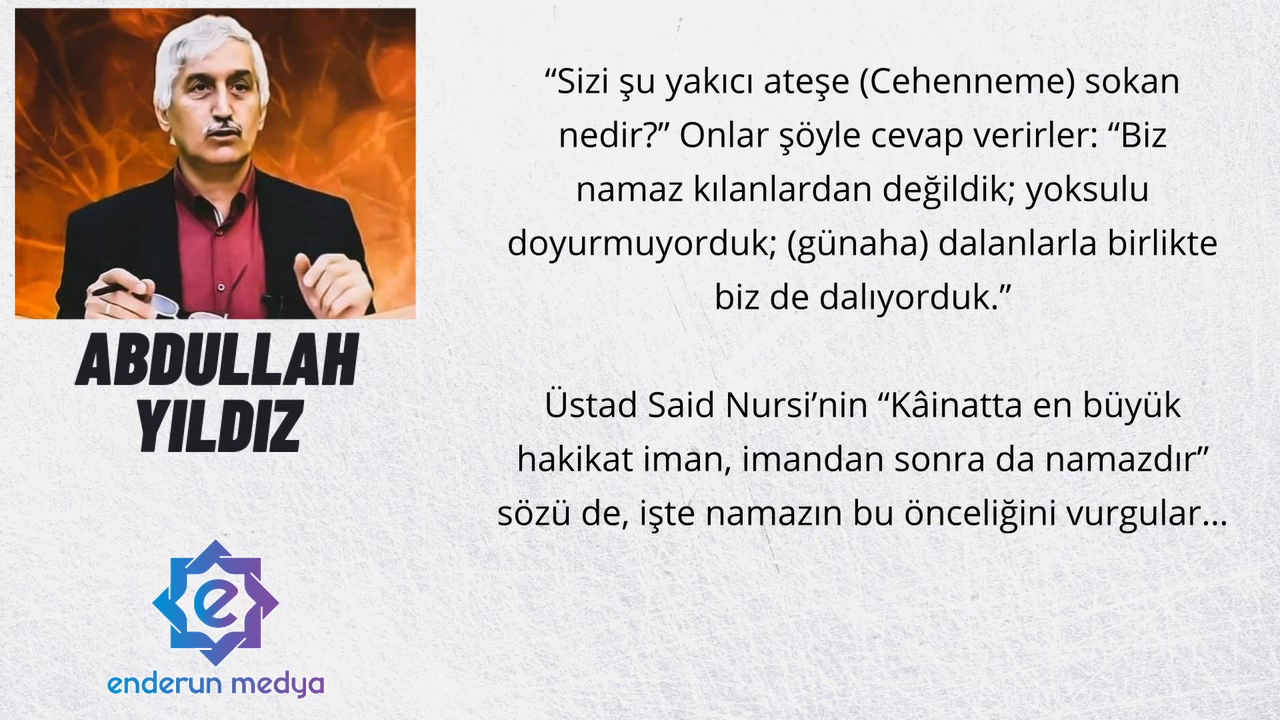 “Sizi şu yakıcı ateşe (Cehenneme) sokan
nedir?” Onlar şöyle cevap verirler: “Biz
namaz kılanlardan değildik; yoksulu
doyurmuyorduk; (günaha) dalanlarla birlikte
biz de dalıyorduk.”
Üstad Said Nursi’nin “Kâinatta en büyük
hakikat iman, imandan sonra da namazdır”
sözü de, işte namazın bu önceliğini vurgular...
ABDULLAH
YILDIZ
e
enderun medya